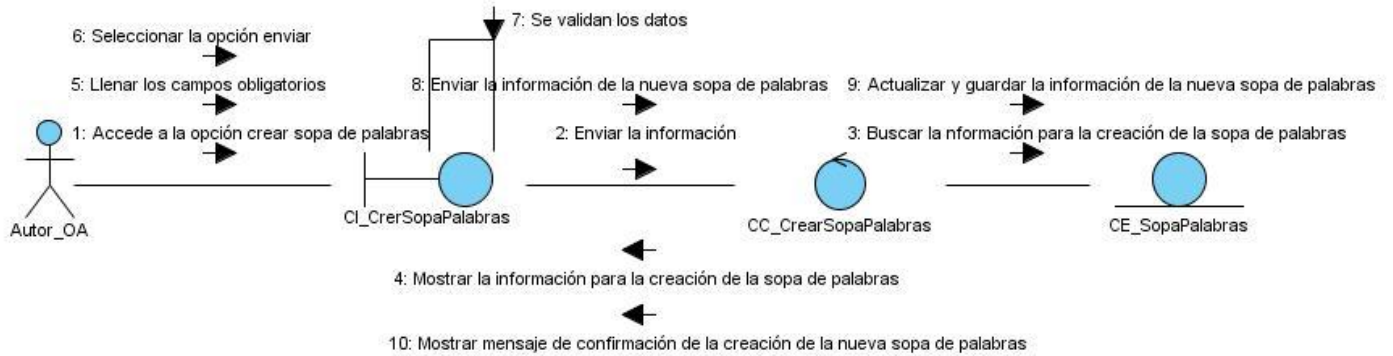 7: Se validan los datos
6: Seleccionar la opción enviar
5: Llenar los campos obligatorios
8: Enviar la información de la nueva sopa de palabras
9: Actualizar y guardar la información de la nueva sopa de palabras
1: Accede a la opción crear sopa de palabras
2: Enviar la información
3: Buscar la nformación para la creación de la sopa de palabras
Autor_OA
CI_CrerSopaPalabras
CC_CrearSopaPalabras
CE_SopaPalabras
4: Mostrar la información para la creación de la sopa de palabras
10: Mostrar mensaje de confirmación de la creación de la nueva sopa de palabras